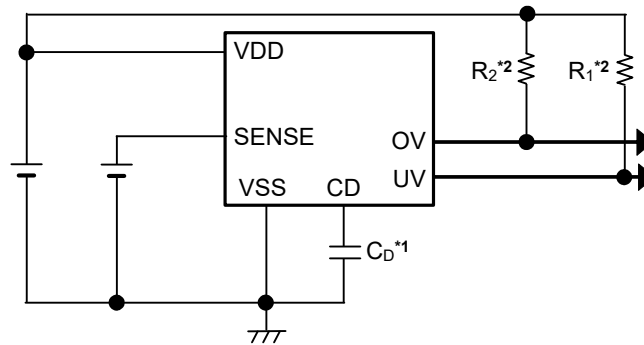 VDD
R2*2
R1*2
SENSE
OV
UV
VSS
CD
CD*1